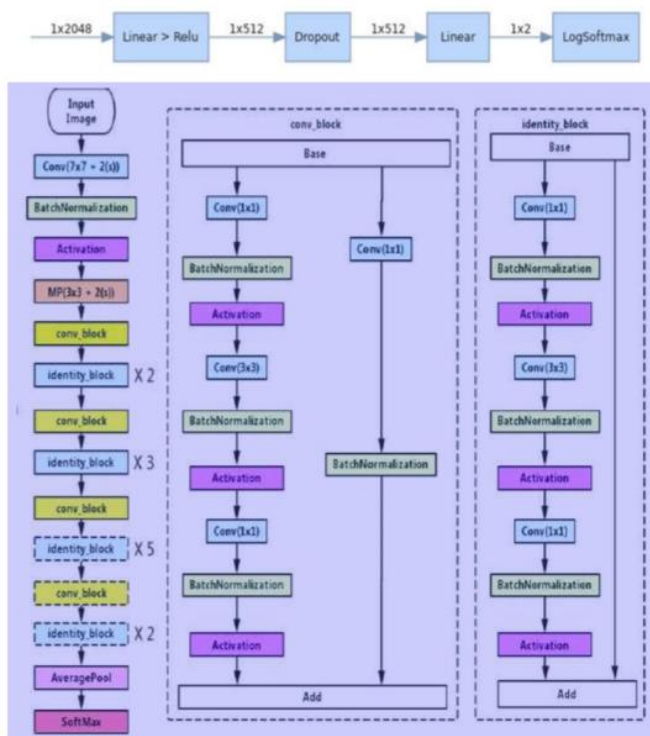 1x2048
Linear > Relu
1x512
Dropout
1x512
Linear
1x2
LogSoftmax
Input
Image
Conv(7x7 + 2(s))
BatchNormalization
Activation
MP(3x3 + 2(s))
conv_block
identity_block X 2
conv_block
identity_block X 3
conv_block
identity_block X 5
conv_block
identity_block X 2
AveragePool
SoftMax
conv_block
Base
Conv(1x1)
BatchNormalization
Activation
Conv(3x3)
BatchNormalization
Activation
Conv(1x1)
BatchNormalization
Activation
Conv(1x1)
BatchNormalization
Add
identity_block
Base
Conv(1x1)
BatchNormalization
Activation
Conv(3x3)
BatchNormalization
Activation
Conv(1x1)
BatchNormalization
Activation
Add